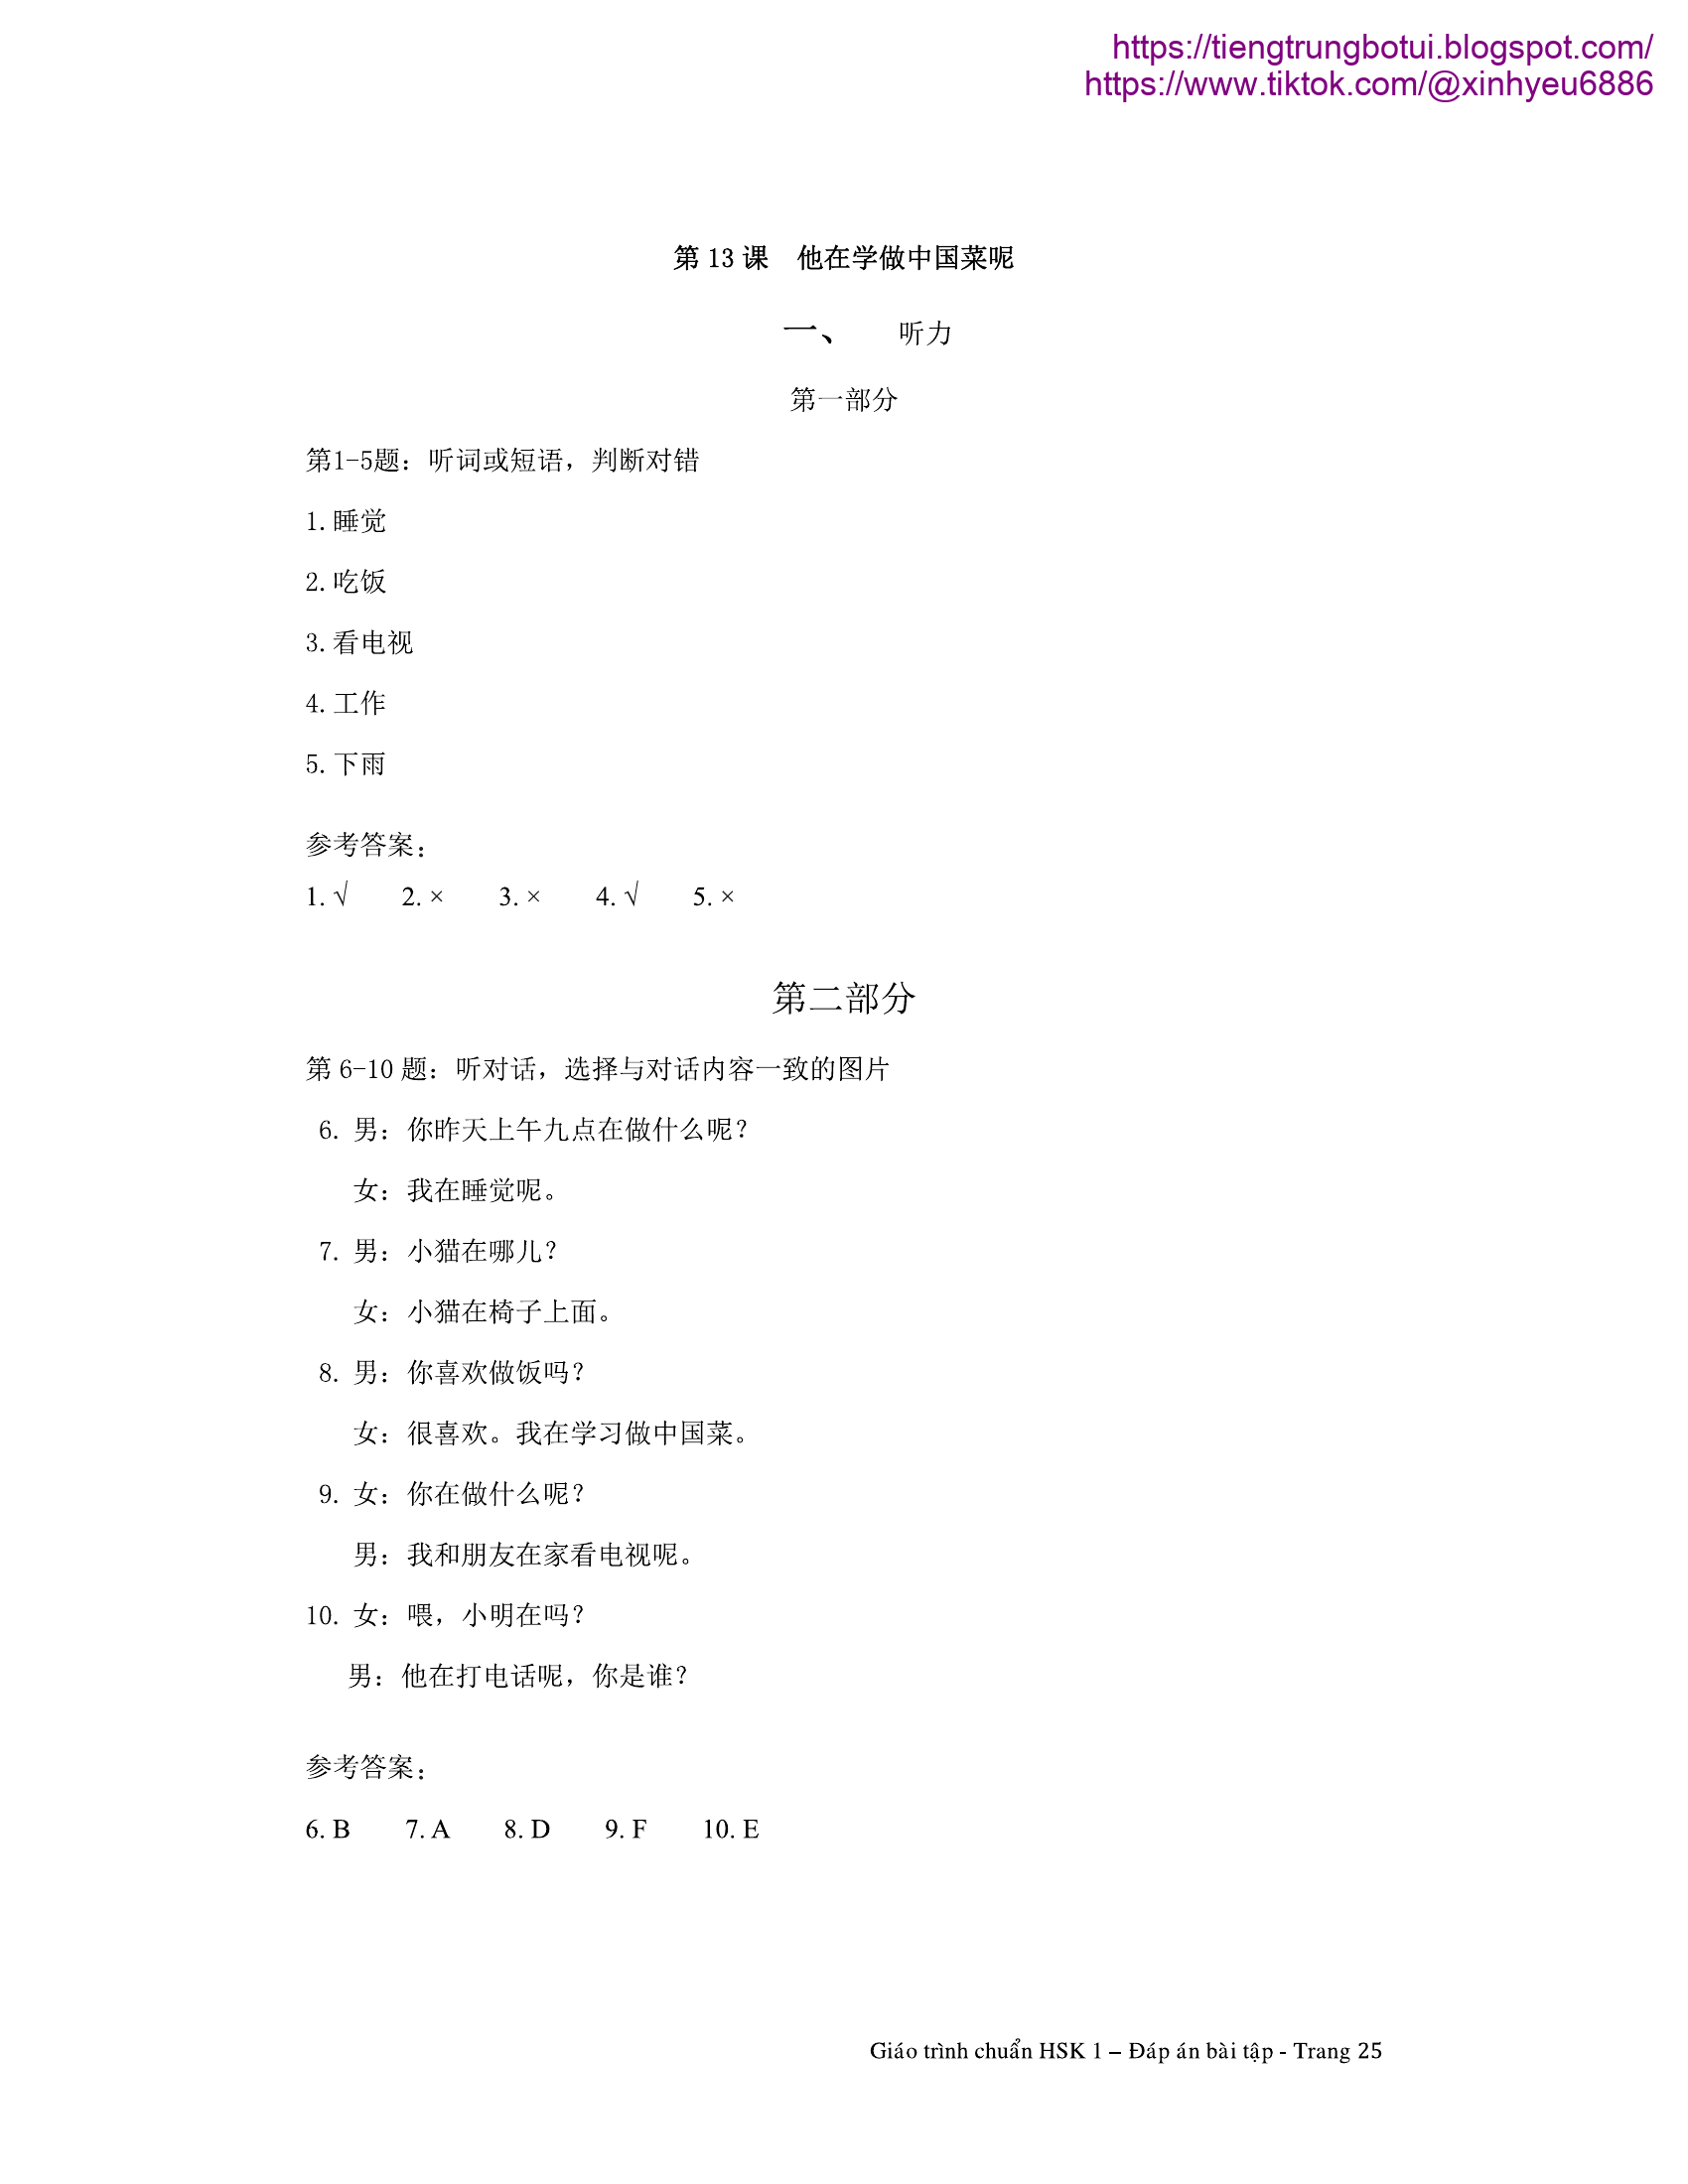 https://tiengtrungbotui.blogspot.com/
https://www.tiktok.com/@xinhyeu6886
第 13 课　他在学做中国菜呢
一、　听力
第一部分
第1-5题：听词或短语，判断对错
1.睡觉
2.吃饭
3.看电视
4.工作
5.下雨
参考答案：
1. √　2. ×　3. ×　4. √　5. ×
第二部分
第 6-10 题：听对话，选择与对话内容一致的图片
6. 男：你昨天上午九点在做什么呢？
女：我在睡觉呢。
7. 男：小猫在哪儿？
女：小猫在椅子上面。
8. 男：你喜欢做饭吗？
女：很喜欢。我在学习做中国菜。
9. 女：你在做什么呢？
男：我和朋友在家看电视呢。
10. 女：喂，小明在吗？
男：他在打电话呢，你是谁？
参考答案：
6. B　7. A　8. D　9. F　10. E
Giáo trình chuẩn HSK 1 – Đáp án bài tập - Trang 25